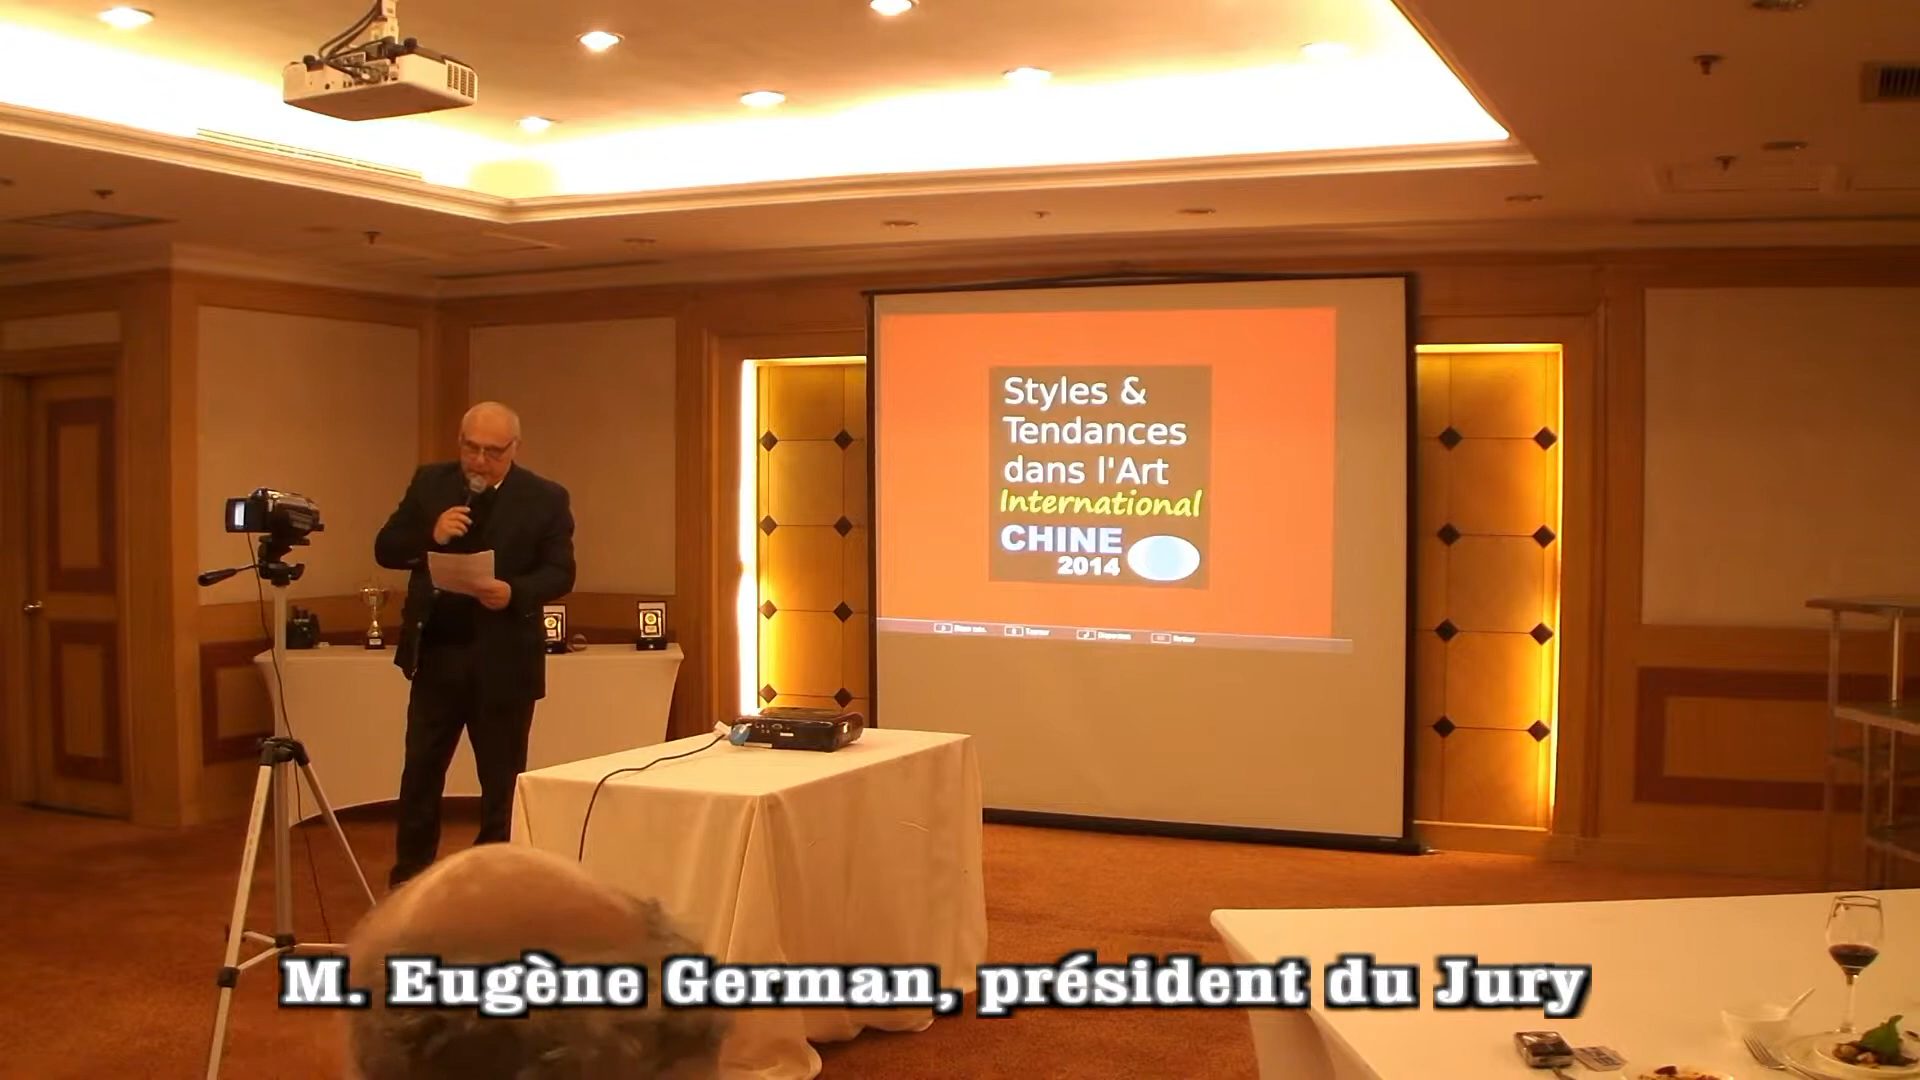 Styles &
Tendances
dans l'Art
International
CHINE
2014
M. Eugène German, président du Jury